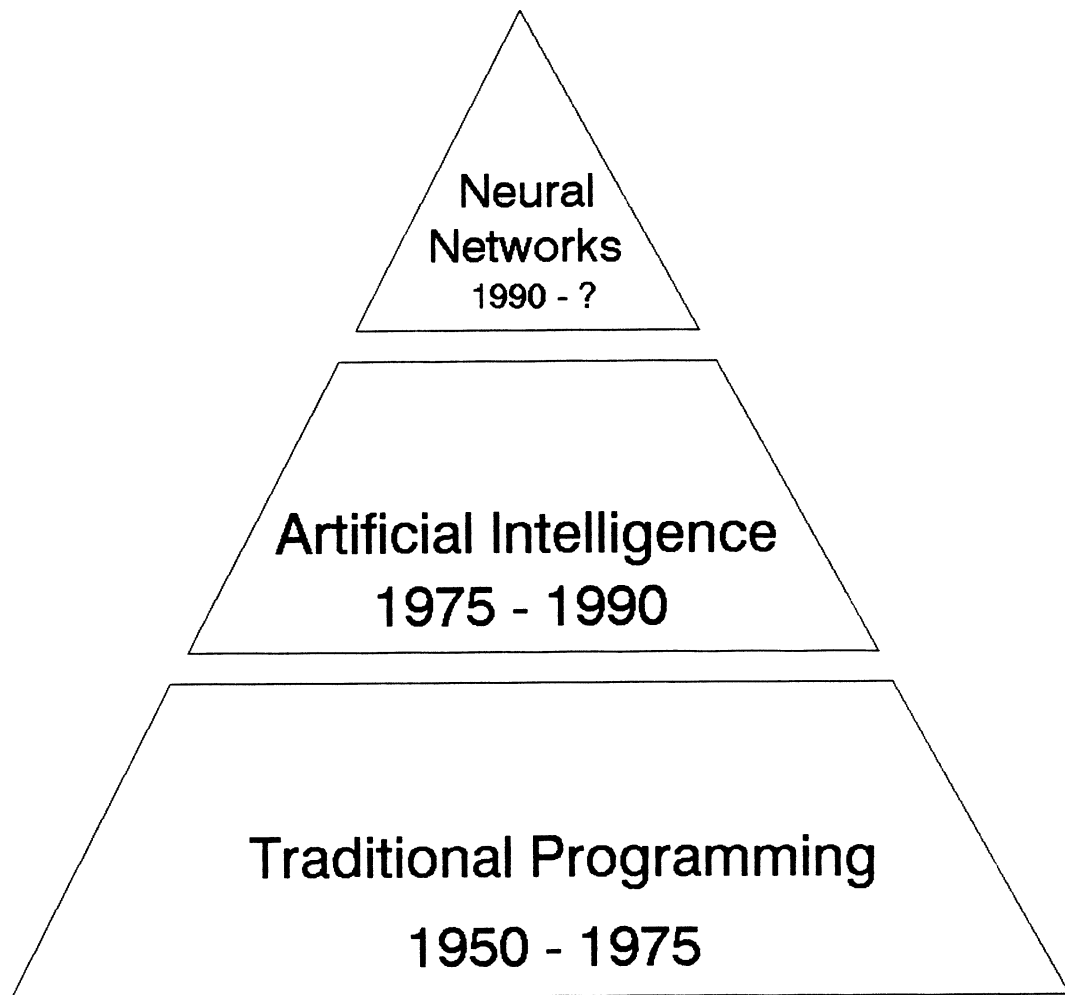 Neural
Networks
1990 - ?
Artificial Intelligence
1975 - 1990
Traditional Programming
1950 - 1975